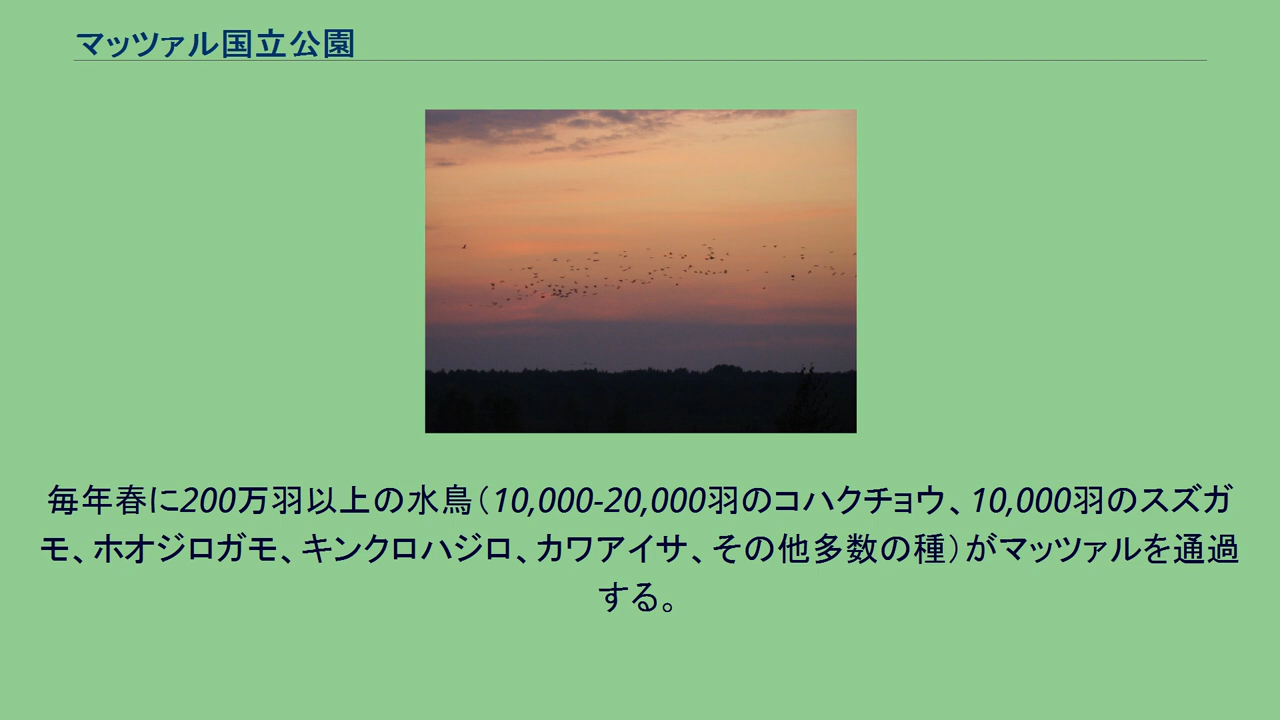 マッツァル国立公園
毎年春に200万羽以上の水鳥（10,000-20,000羽のコハクチョウ、10,000羽のスズガ
モ、ホオジロガモ、キンクロハジロ、カワアイサ、その他多数の種）がマッツァルを通過
する。